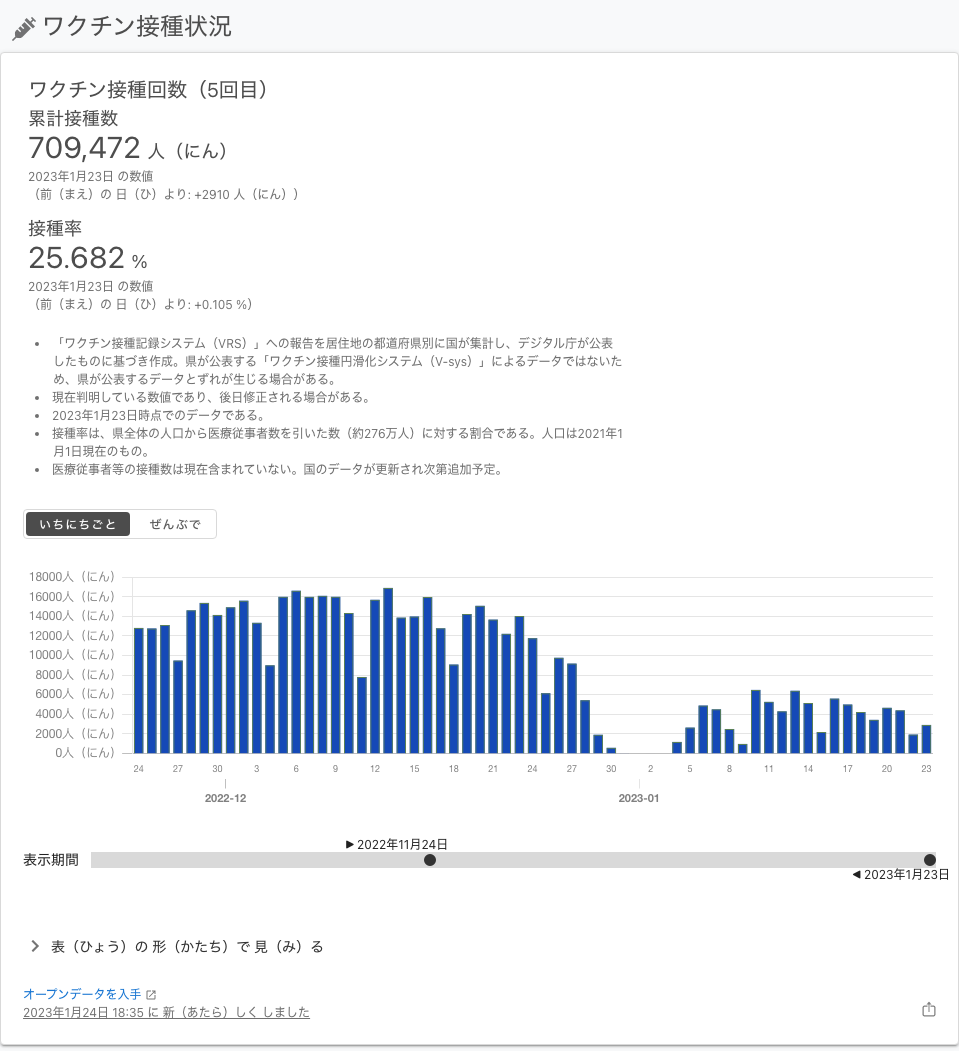 ワクチン接種状況
ワクチン接種回数（5回目）
累計接種数
709,472 人（にん）
2023年1月23日 の数値
（前（まえ）の 日（ひ）より: +2910 人（にん））
接種率
25.682 %
2023年1月23日 の数値
（前（まえ）の 日（ひ）より: +0.105 %）
• 「ワクチン接種記録システム（VRS）」への報告を居住地の都道府県別に国が集計し、デジタル庁が公表
したものに基づき作成。県が公表する「ワクチン接種円滑化システム（V-sys）」によるデータではないた
め、県が公表するデータとずれが生じる場合がある。
• 現在判明している数値であり、後日修正される場合がある。
• 2023年1月23日時点でのデータである。
• 接種率は、県全体の人口から医療従事者数を引いた数（約276万人）に対する割合である。人口は2021年1
月1日現在のもの。
• 医療従事者等の接種数は現在含まれていない。国のデータが更新され次第追加予定。
いちにちごと ぜんぶで
18000人（にん）
16000人（にん）
14000人（にん）
12000人（にん）
10000人（にん）
8000人（にん）
6000人（にん）
4000人（にん）
2000人（にん）
0人（にん）
24 27 30 3 6 9 12 15 18 21 24 27 30 2 5 8 11 14 17 20 23
2022-12 2023-01
▶ 2022年11月24日
表示期間
◀ 2023年1月23日
表（ひょう）の 形（かたち）で 見（み）る
オープンデータを入手
2023年1月24日 18:35 に 新（あたら）しく しました